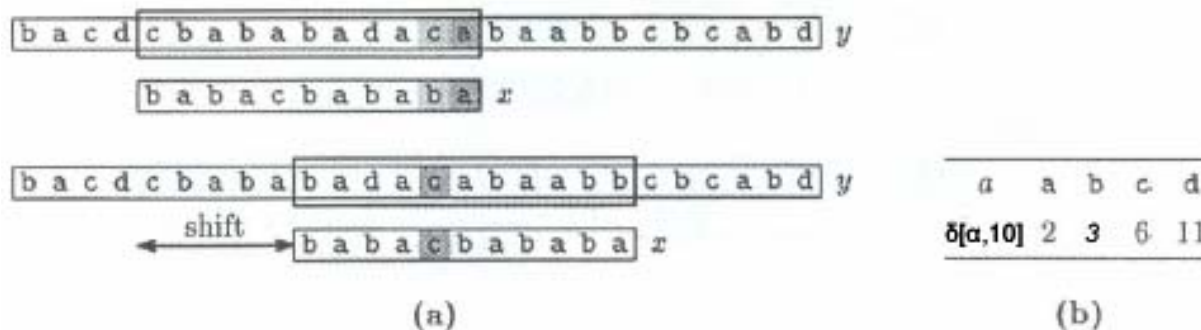 b a c d c b a b a b a d a c a b a a b b c b c a b d y
b a b a c b a b a b a x
b a c d c b a b a b a d a c a b a a b b c b c a b d y
shift
b a b a c b a b a b a x
(a)
a a b c d
δ[α,10] 2 3 6 11
(b)